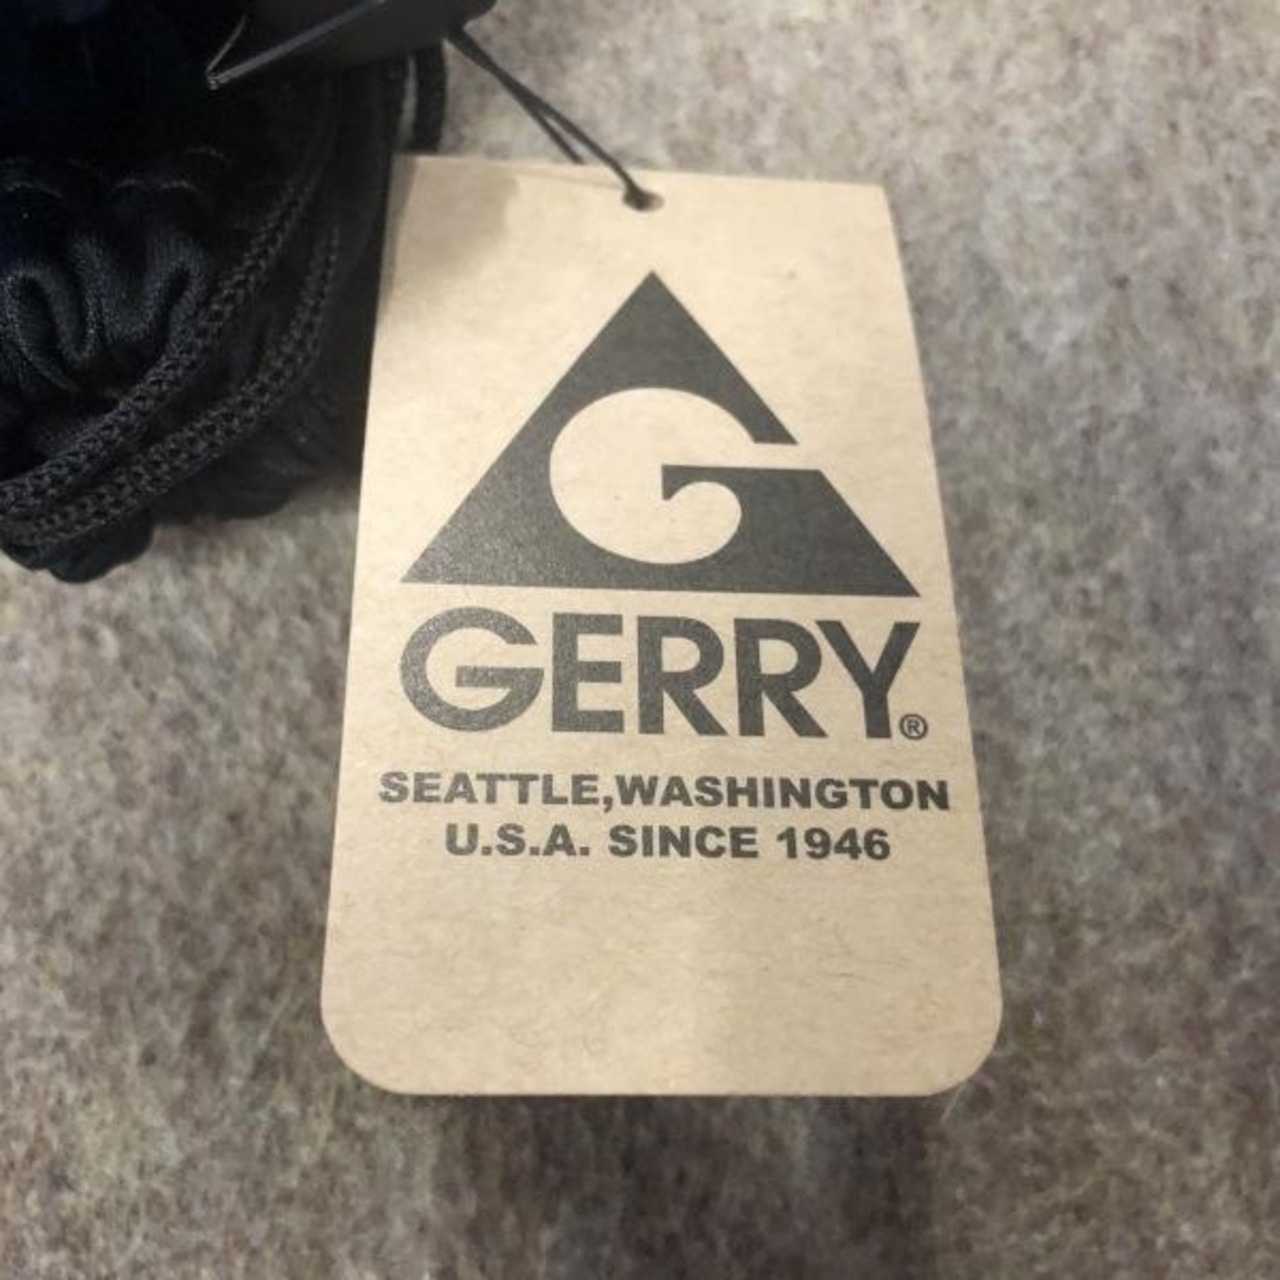 G
GERRY®
SEATTLE,WASHINGTON
U.S.A. SINCE 1946